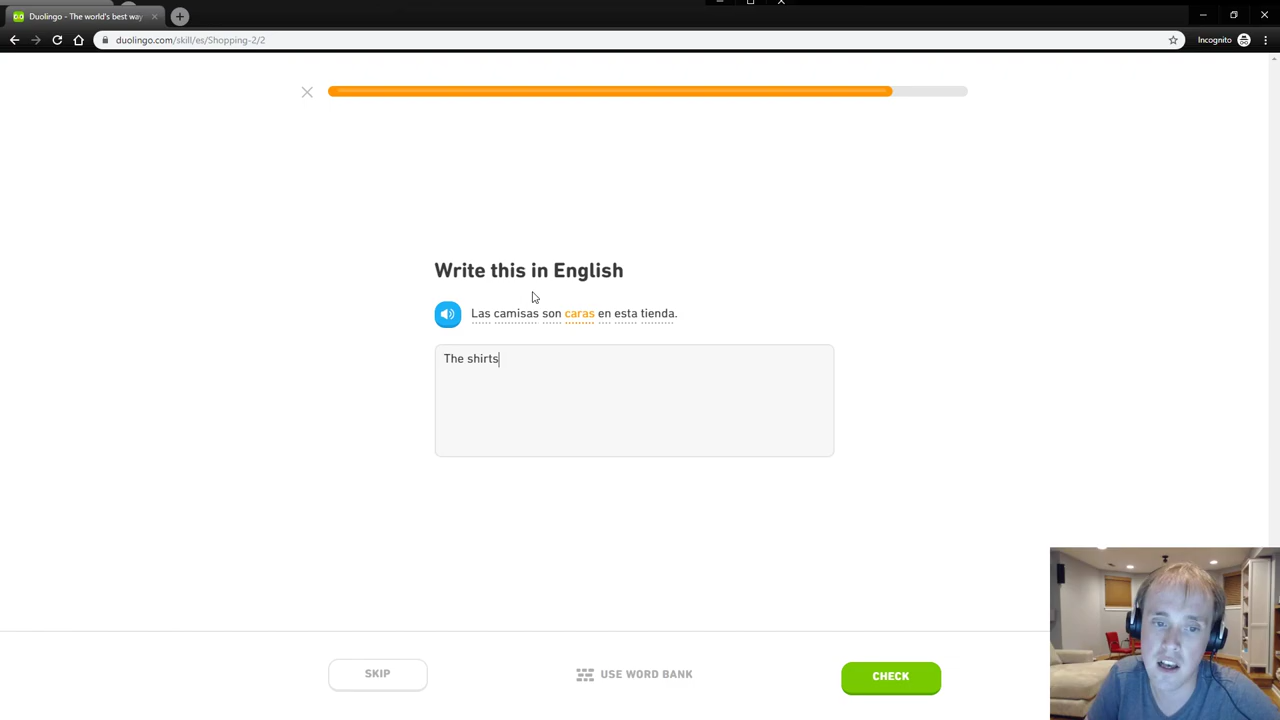 Duolingo - The world's best way
duolingo.com/skill/es/Shopping-2/2
Incognito
Write this in English
Las camisas son caras en esta tienda.
The shirts
SKIP
USE WORD BANK
CHECK